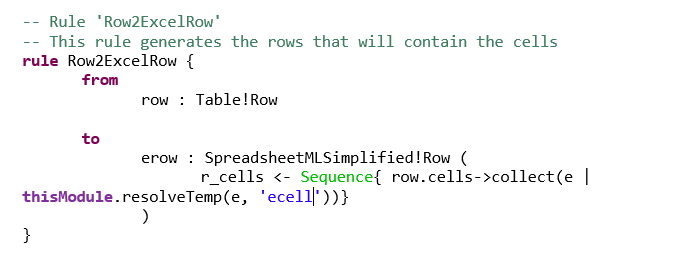 -- Rule 'Row2ExcelRow'
-- This rule generates the rows that will contain the cells
rule Row2ExcelRow {
from
row : Table!Row
to
erow : SpreadsheetMLSimplified!Row (
r_cells <- Sequence{ row.cells->collect(e |
thisModule.resolveTemp(e, 'ecell'))}
)
}